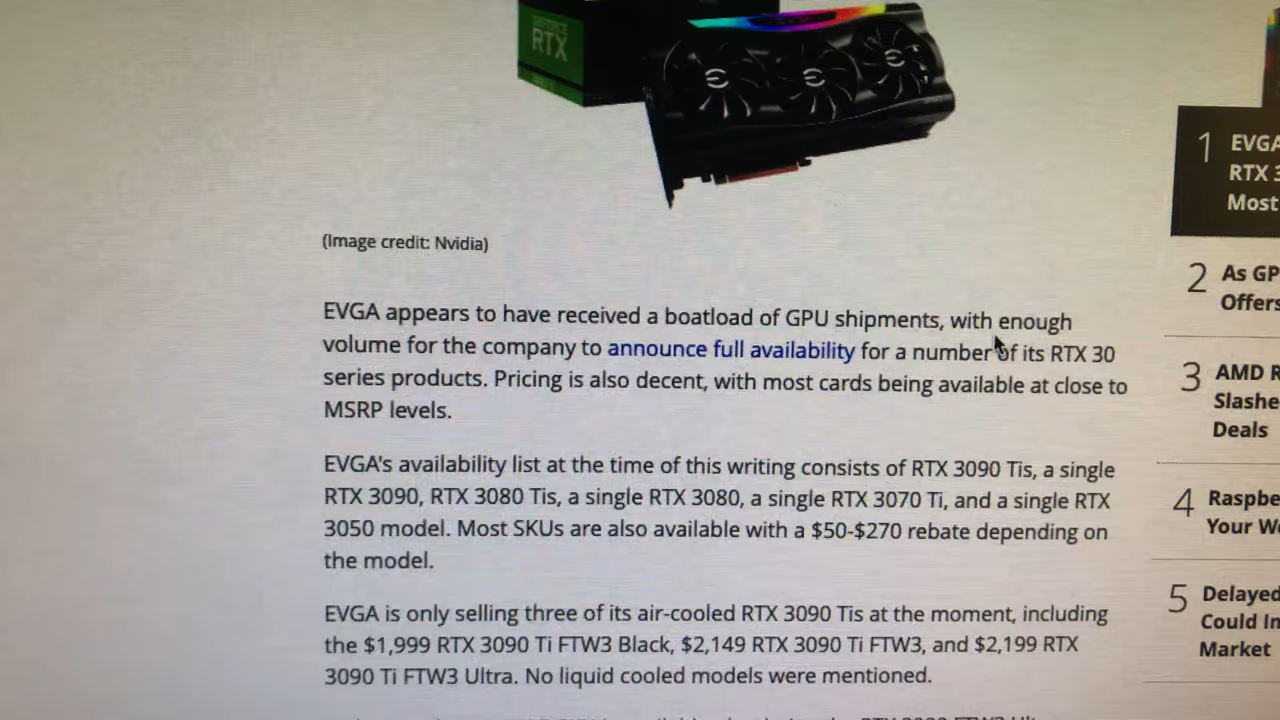 GEFORCE
RTX
(Image credit: Nvidia)
EVGA appears to have received a boatload of GPU shipments, with enough
volume for the company to announce full availability for a number of its RTX 30
series products. Pricing is also decent, with most cards being available at close to
MSRP levels.
EVGA's availability list at the time of this writing consists of RTX 3090 Tis, a single
RTX 3090, RTX 3080 Tis, a single RTX 3080, a single RTX 3070 Ti, and a single RTX
3050 model. Most SKUs are also available with a $50-$270 rebate depending on
the model.
EVGA is only selling three of its air-cooled RTX 3090 Tis at the moment, including
the $1,999 RTX 3090 Ti FTW3 Black, $2,149 RTX 3090 Ti FTW3, and $2,199 RTX
3090 Ti FTW3 Ultra. No liquid cooled models were mentioned.
1 EVGA
RTX 3
Most
2 As GP
Offers
3 AMD R
Slashe
Deals
4 Raspbe
Your W
5 Delayed
Could In
Market